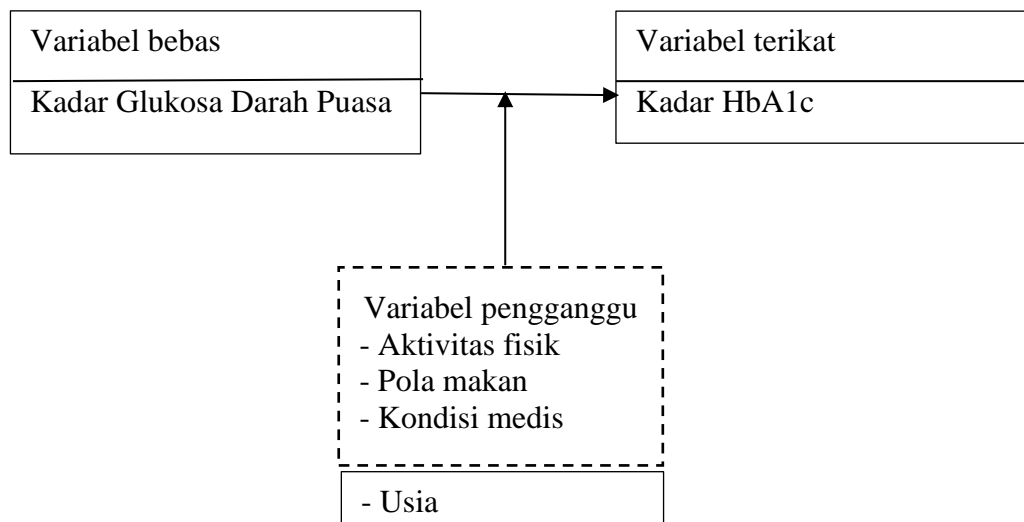 Variabel bebas
Kadar Glukosa Darah Puasa
Variabel terikat
Kadar HbA1c
Variabel pengganggu
- Aktivitas fisik
- Pola makan
- Kondisi medis
- Usia